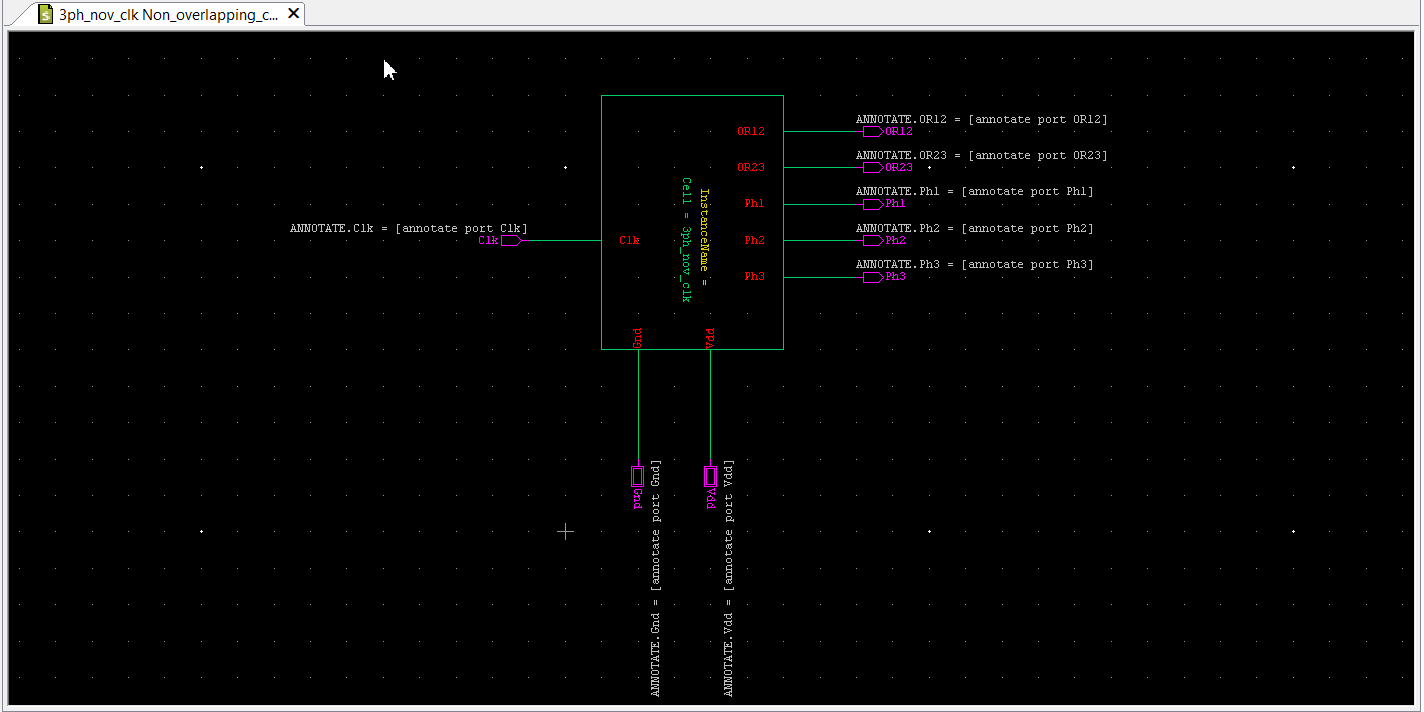 3ph_nov_clk Non_overlapping_c...
ANNOTATE.OR12 = [annotate port OR12]
OR12
OR12
ANNOTATE.OR23 = [annotate port OR23]
OR23
OR23
ANNOTATE.Ph1 = [annotate port Ph1]
Ph1
Ph1
ANNOTATE.Clk = [annotate port Clk]
Clk
Clk
ANNOTATE.Ph2 = [annotate port Ph2]
Ph2
Ph2
ANNOTATE.Ph3 = [annotate port Ph3]
Ph3
Ph3
InstanceName =
Cell = 3ph_nov_clk
Gnd
Vdd
Gnd
ANNOTATE.Gnd = [annotate port Gnd]
Vdd
ANNOTATE.Vdd = [annotate port Vdd]